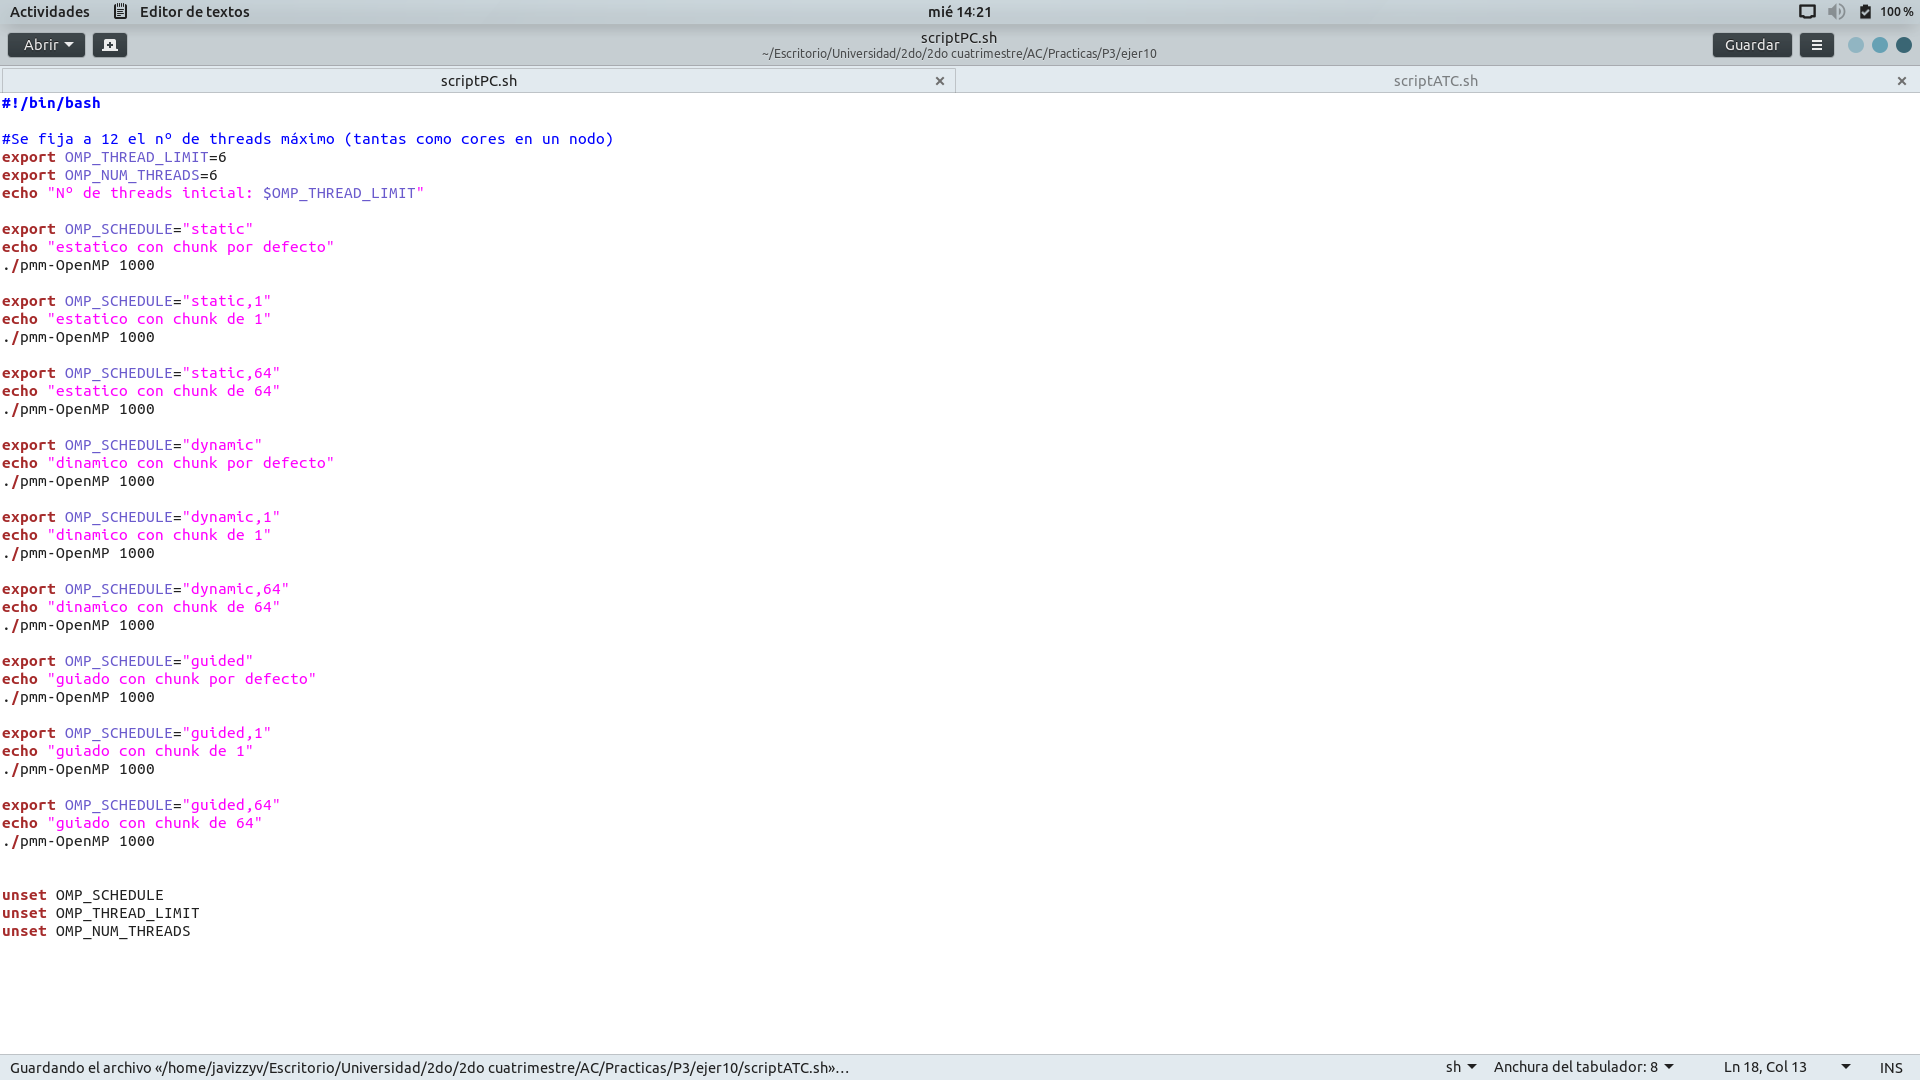 Actividades Editor de textos mié 14:21 100 %
Abrir scriptPC.sh Guardar
~/Escritorio/Universidad/2do/2do cuatrimestre/AC/Practicas/P3/ejer10
scriptPC.sh × scriptATC.sh ×
#!/bin/bash
#Se fija a 12 el nº de threads máximo (tantas como cores en un nodo)
export OMP_THREAD_LIMIT=6
export OMP_NUM_THREADS=6
echo "Nº de threads inicial: $OMP_THREAD_LIMIT"
export OMP_SCHEDULE="static"
echo "estatico con chunk por defecto"
./pmm-OpenMP 1000
export OMP_SCHEDULE="static,1"
echo "estatico con chunk de 1"
./pmm-OpenMP 1000
export OMP_SCHEDULE="static,64"
echo "estatico con chunk de 64"
./pmm-OpenMP 1000
export OMP_SCHEDULE="dynamic"
echo "dinamico con chunk por defecto"
./pmm-OpenMP 1000
export OMP_SCHEDULE="dynamic,1"
echo "dinamico con chunk de 1"
./pmm-OpenMP 1000
export OMP_SCHEDULE="dynamic,64"
echo "dinamico con chunk de 64"
./pmm-OpenMP 1000
export OMP_SCHEDULE="guided"
echo "guiado con chunk por defecto"
./pmm-OpenMP 1000
export OMP_SCHEDULE="guided,1"
echo "guiado con chunk de 1"
./pmm-OpenMP 1000
export OMP_SCHEDULE="guided,64"
echo "guiado con chunk de 64"
./pmm-OpenMP 1000
unset OMP_SCHEDULE
unset OMP_THREAD_LIMIT
unset OMP_NUM_THREADS
Guardando el archivo «/home/javizzyv/Escritorio/Universidad/2do/2do cuatrimestre/AC/Practicas/P3/ejer10/scriptATC.sh»… sh Anchura del tabulador: 8 Ln 18, Col 13 INS